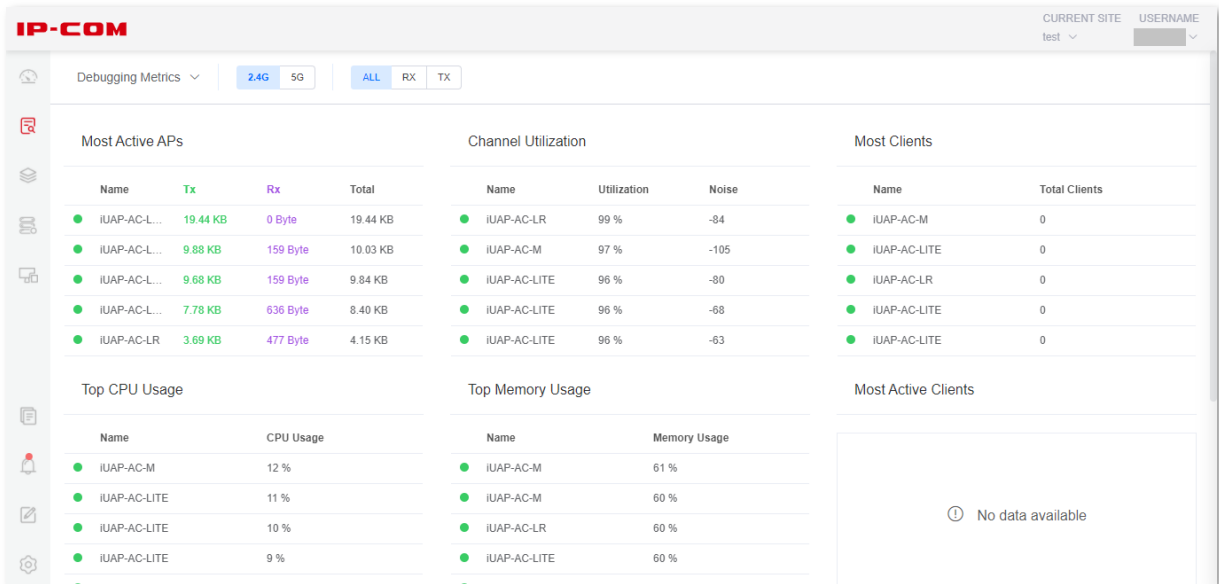 IP-COM
CURRENT SITE USERNAME
test
Debugging Metrics 2.4G 5G ALL RX TX
Most Active APs
Name Tx Rx Total
iUAP-AC-L... 19.44 KB 0 Byte 19.44 KB
iUAP-AC-L... 9.88 KB 159 Byte 10.03 KB
iUAP-AC-L... 9.68 KB 159 Byte 9.84 KB
iUAP-AC-L... 7.78 KB 636 Byte 8.40 KB
iUAP-AC-LR 3.69 KB 477 Byte 4.15 KB
Channel Utilization
Name Utilization Noise
iUAP-AC-LR 99 % -84
iUAP-AC-M 97 % -105
iUAP-AC-LITE 96 % -80
iUAP-AC-LITE 96 % -68
iUAP-AC-LITE 96 % -63
Most Clients
Name Total Clients
iUAP-AC-M 0
iUAP-AC-LITE 0
iUAP-AC-LR 0
iUAP-AC-LITE 0
iUAP-AC-LITE 0
Top CPU Usage
Name CPU Usage
iUAP-AC-M 12 %
iUAP-AC-LITE 11 %
iUAP-AC-LITE 10 %
iUAP-AC-LITE 9 %
Top Memory Usage
Name Memory Usage
iUAP-AC-M 61 %
iUAP-AC-M 60 %
iUAP-AC-LR 60 %
iUAP-AC-LITE 60 %
Most Active Clients
No data available